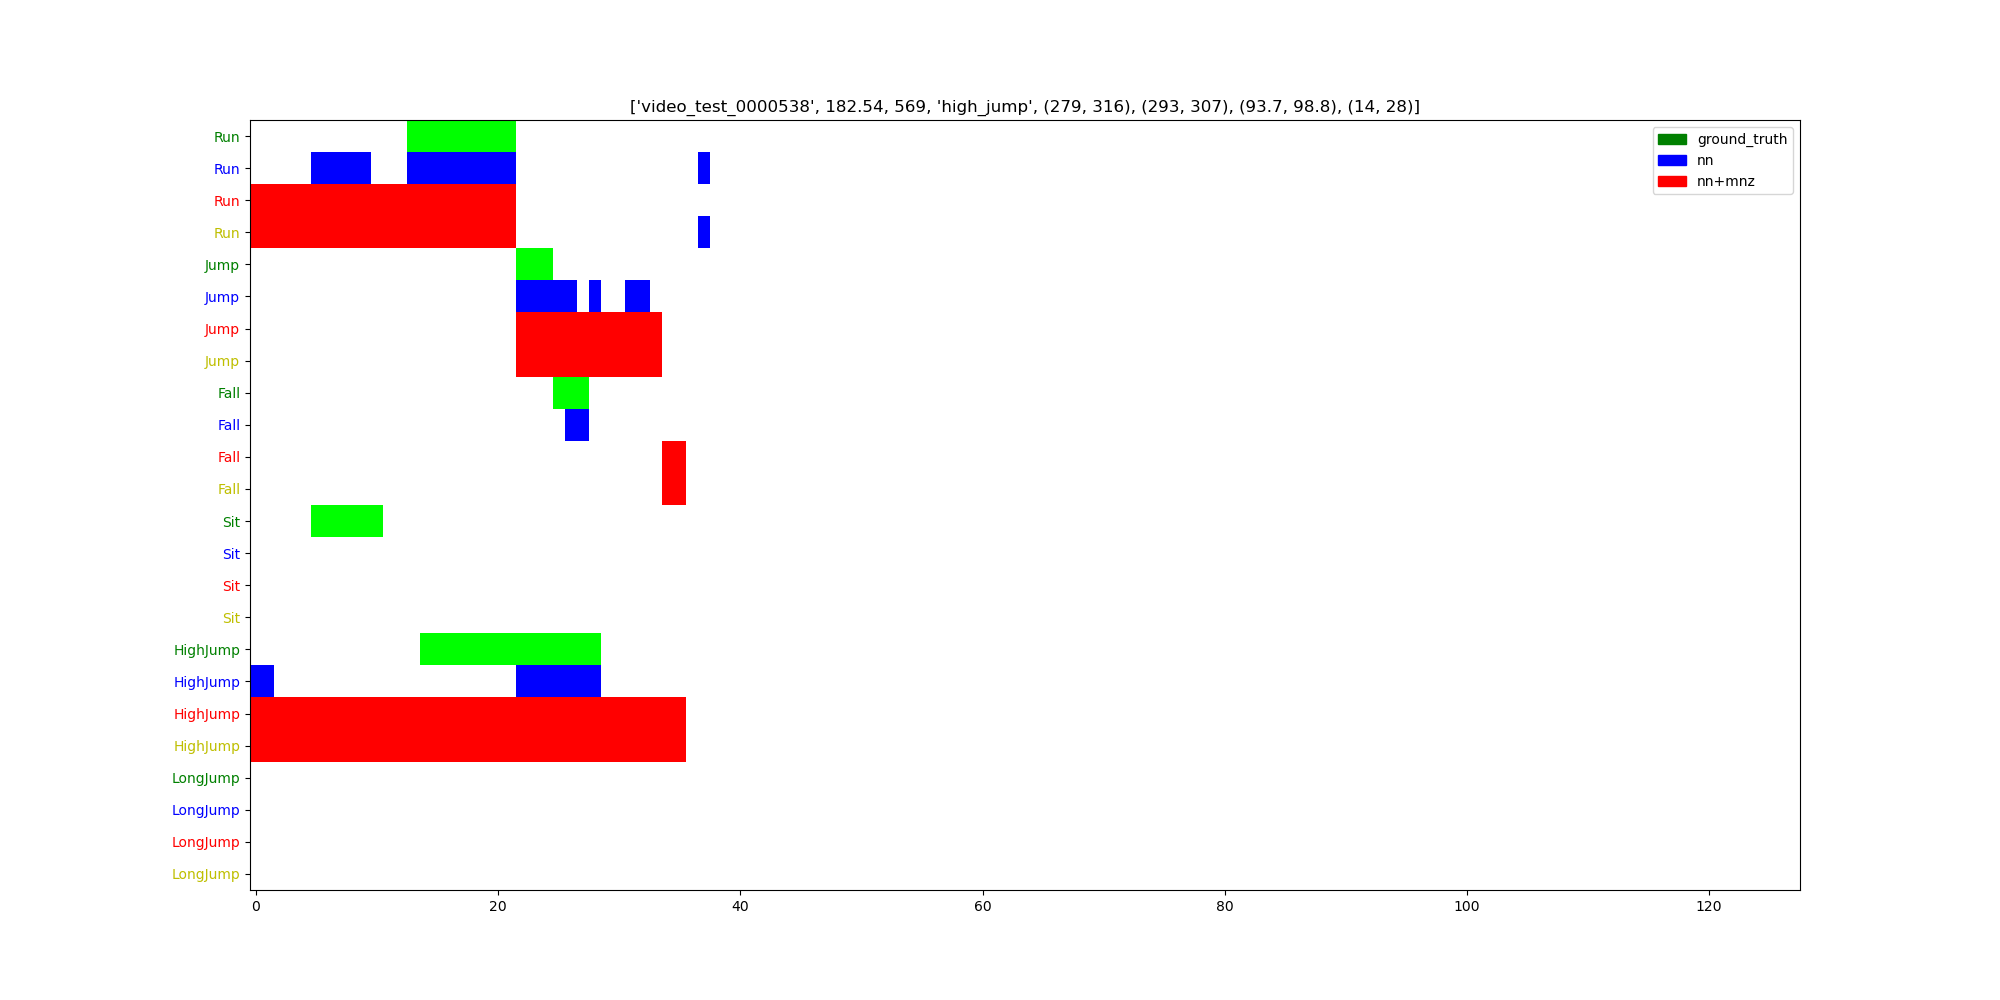 ['video_test_0000538', 182.54, 569, 'high_jump', (279, 316), (293, 307), (93.7, 98.8), (14, 28)]
Run
Run
Run
Run
Jump
Jump
Jump
Jump
Fall
Fall
Fall
Fall
Sit
Sit
Sit
Sit
HighJump
HighJump
HighJump
HighJump
LongJump
LongJump
LongJump
LongJump
ground_truth
nn
nn+mnz
0 20 40 60 80 100 120